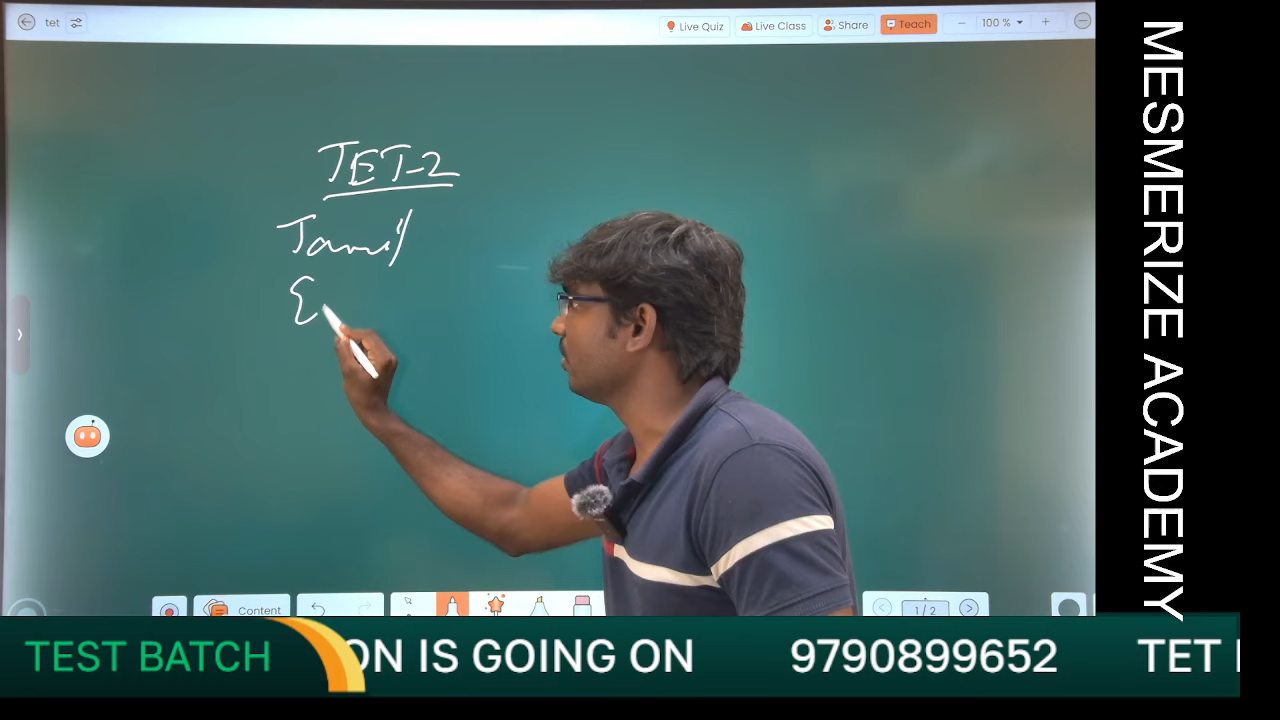 tet
Live Quiz
Live Class
Share
Teach
100 %
TET-2
Tamil
E
Content
1 / 2
MESMERIZE ACADEMY
TEST BATCH
ON IS GOING ON 9790899652 TET